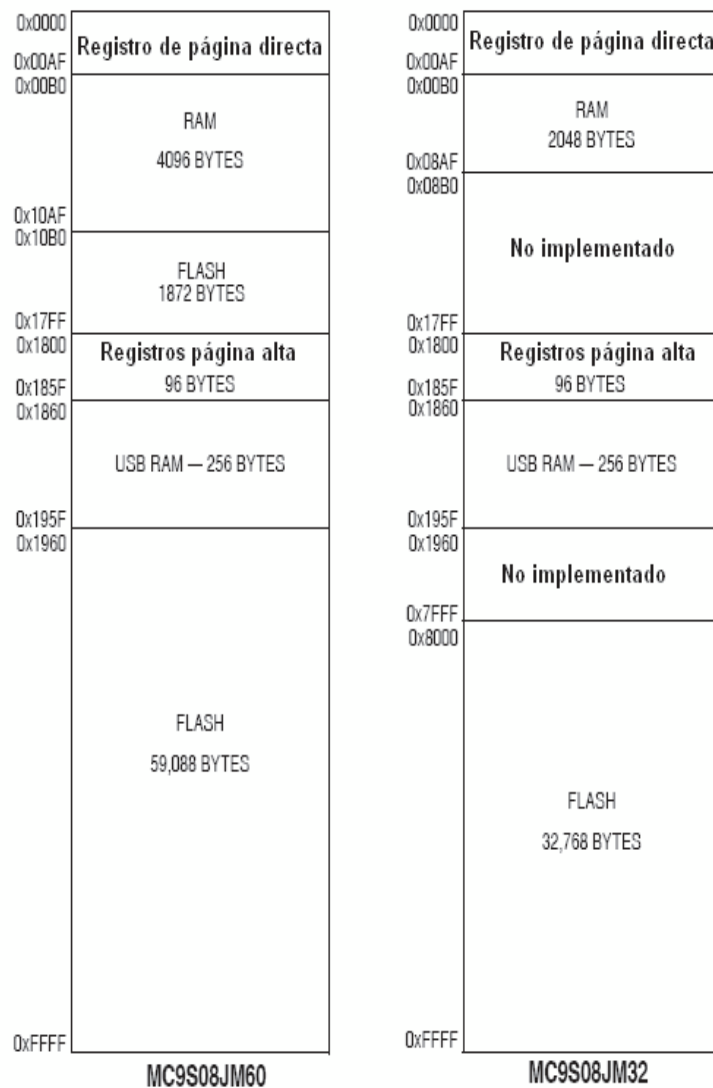 0x0000
Registro de página directa
0x00AF
0x00B0
RAM
4096 BYTES
0x10AF
0x10B0
FLASH
1872 BYTES
0x17FF
0x1800
Registros página alta
96 BYTES
0x185F
0x1860
USB RAM — 256 BYTES
0x195F
0x1960
FLASH
59,088 BYTES
0xFFFF
MC9S08JM60
0x0000
Registro de página directa
0x00AF
0x00B0
RAM
2048 BYTES
0x08AF
0x08B0
No implementado
0x17FF
0x1800
Registros página alta
96 BYTES
0x185F
0x1860
USB RAM — 256 BYTES
0x195F
0x1960
No implementado
0x7FFF
0x8000
FLASH
32,768 BYTES
0xFFFF
MC9S08JM32